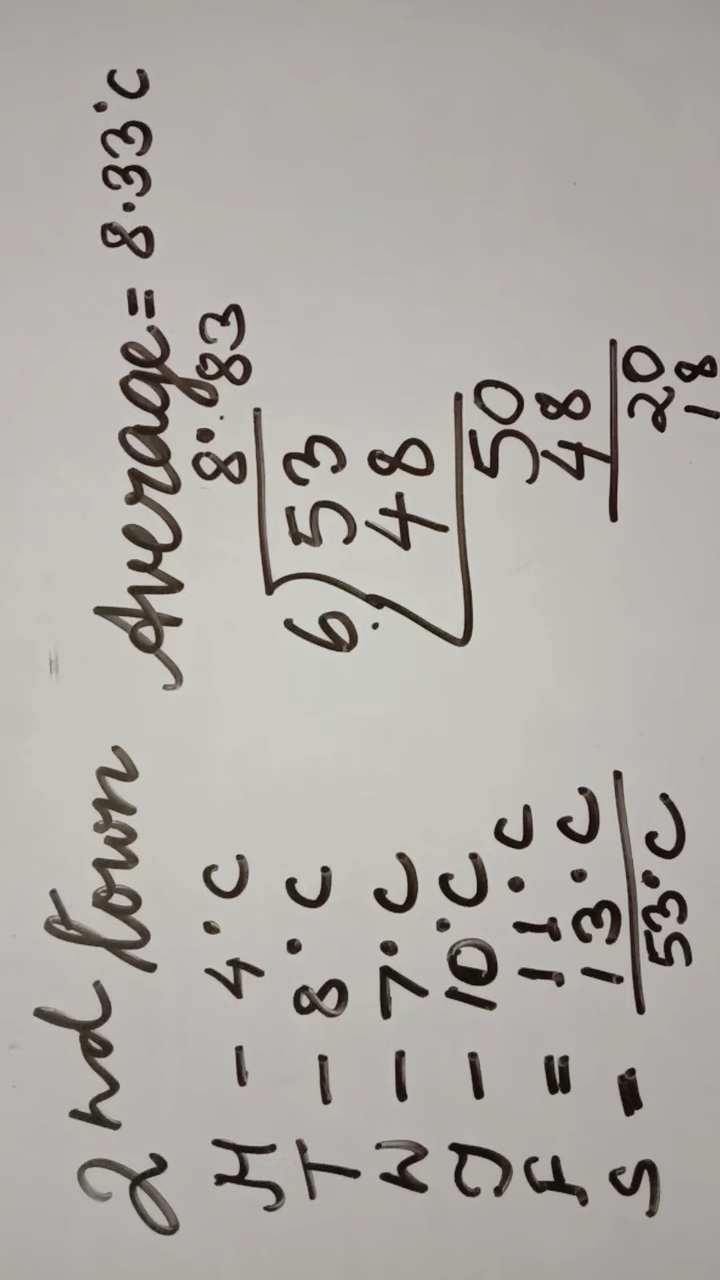 2nd Town
M - 4°C
T - 8°C
W - 7°C
J - 10°C
F = 11°C
S = 13°C
53°C
Average = 8.33°C
8.83
6) 53
48
50
48
20
18